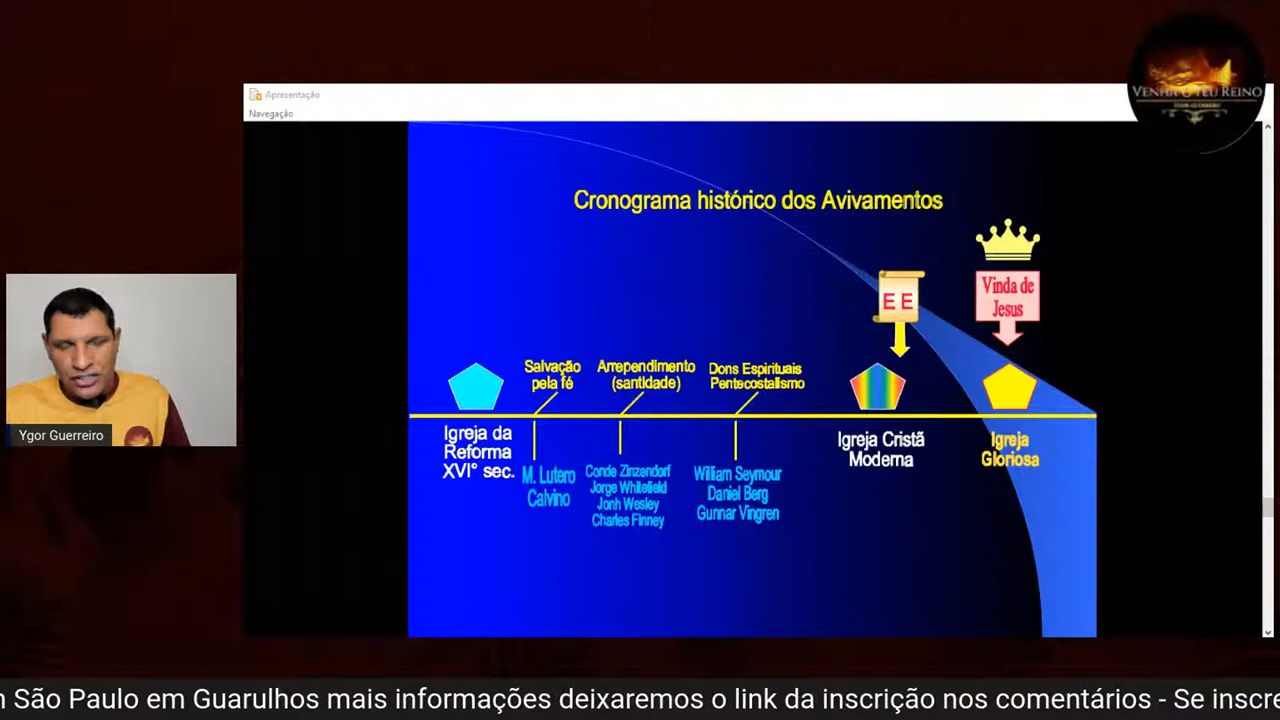 Apresentação
Navegação
VENHA O TEU REINO
YGOR GUERREIRO
Cronograma histórico dos Avivamentos
E E
Vinda de
Jesus
Salvação
pela fé
Arrependimento
(santidade)
Dons Espirituais
Pentecostalismo
Igreja da
Reforma
XVI° sec.
M. Lutero
Calvino
Conde Zinzendorf
Jorge Whitefield
Jonh Wesley
Charles Finney
William Seymour
Daniel Berg
Gunnar Vingren
Igreja Cristã
Moderna
Igreja
Gloriosa
Ygor Guerreiro
m São Paulo em Guarulhos mais informações deixaremos o link da inscrição nos comentários - Se inscre